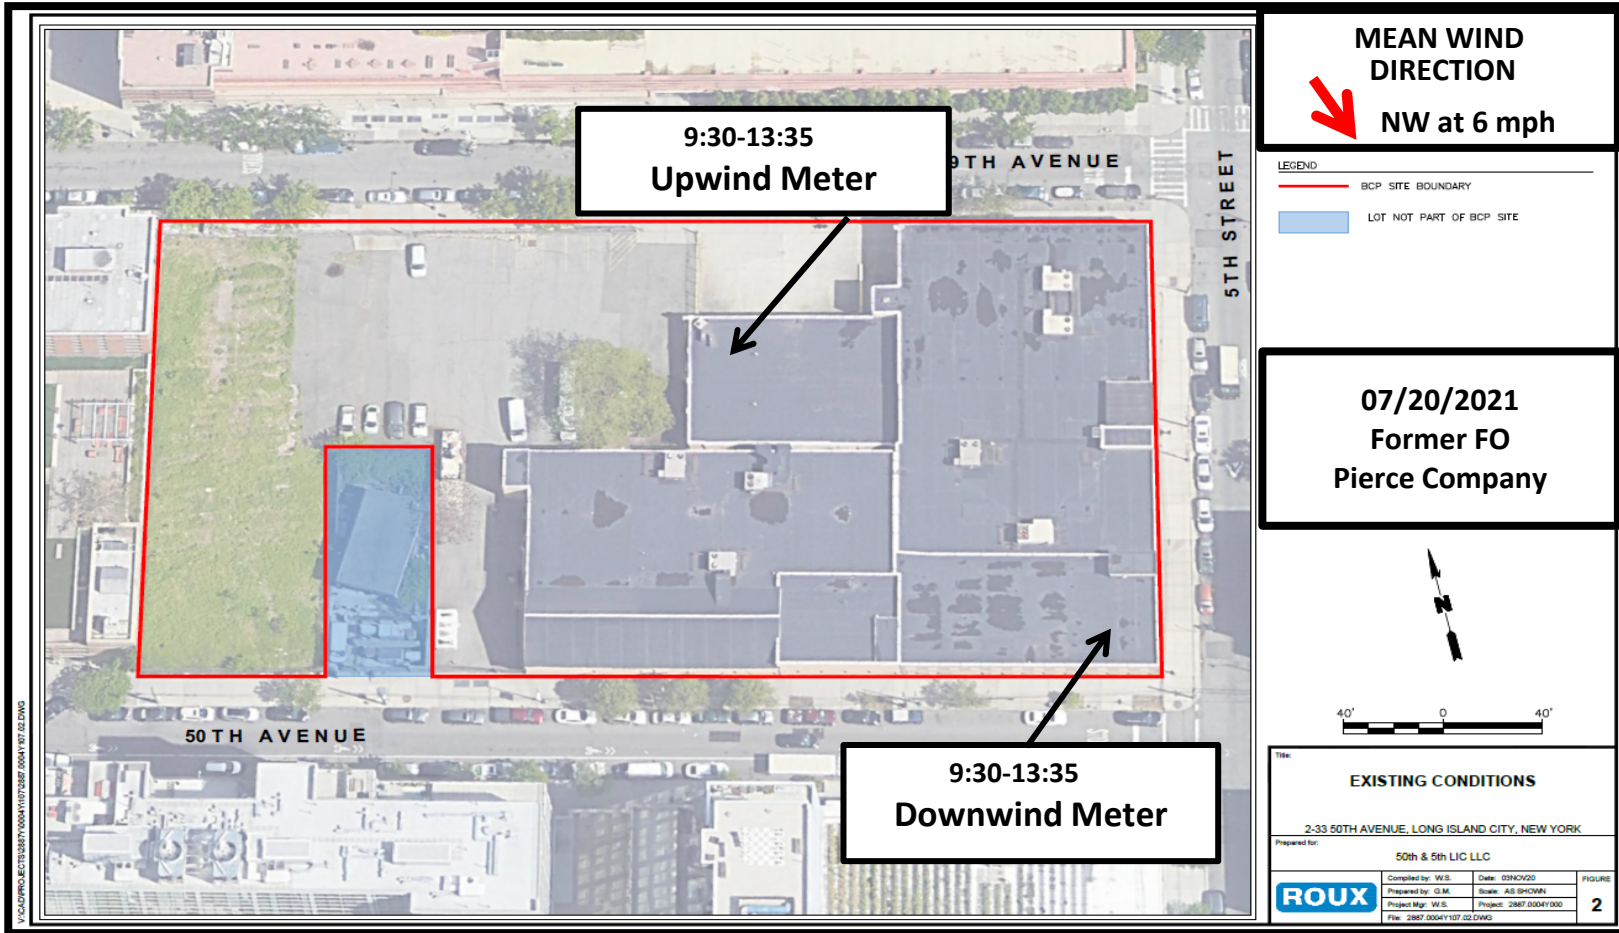 MEAN WIND
DIRECTION
NW at 6 mph
9:30-13:35
Upwind Meter
9TH AVENUE
5TH STREET
LEGEND
BCP SITE BOUNDARY
LOT NOT PART OF BCP SITE
07/20/2021
Former FO
Pierce Company
N
40' 0 40'
50TH AVENUE
9:30-13:35
Downwind Meter
Title:
EXISTING CONDITIONS
2-33 50TH AVENUE, LONG ISLAND CITY, NEW YORK
Prepared for:
50th & 5th LIC LLC
ROUX
Compiled by: W.S. Date: 03NOV20 FIGURE
Prepared by: G.M. Scale: AS SHOWN
Project Mgr: W.S. Project: 2887.0004Y000 2
File: 2887.0004Y107.02.DWG